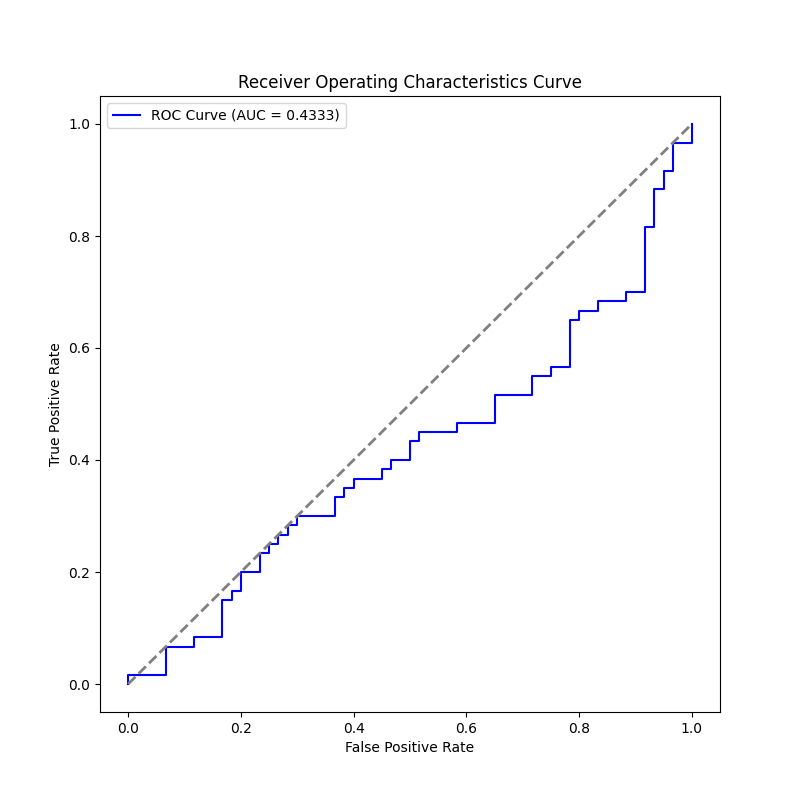 Receiver Operating Characteristics Curve
ROC Curve (AUC = 0.4333)
1.0
0.8
0.6
0.4
0.2
0.0
True Positive Rate
0.0 0.2 0.4 0.6 0.8 1.0
False Positive Rate